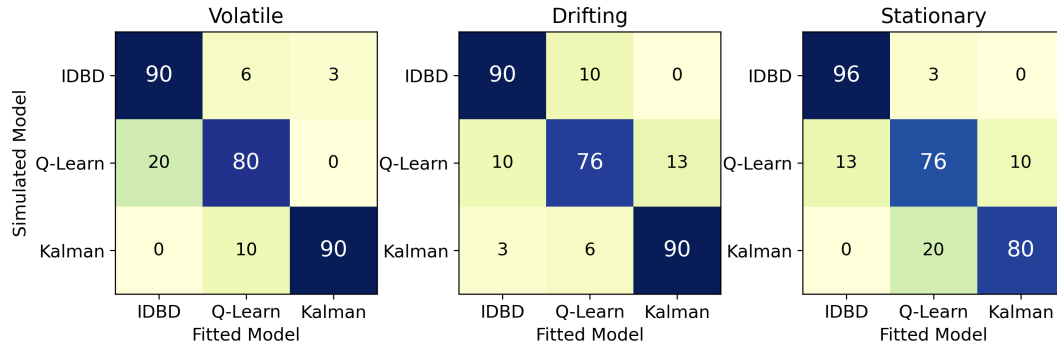 Volatile
Drifting
Stationary
Simulated Model
IDBD
90 6 3
Q-Learn
20 80 0
Kalman
0 10 90
IDBD Q-Learn Kalman
Fitted Model
IDBD
90 10 0
Q-Learn
10 76 13
Kalman
3 6 90
IDBD Q-Learn Kalman
Fitted Model
IDBD
96 3 0
Q-Learn
13 76 10
Kalman
0 20 80
IDBD Q-Learn Kalman
Fitted Model